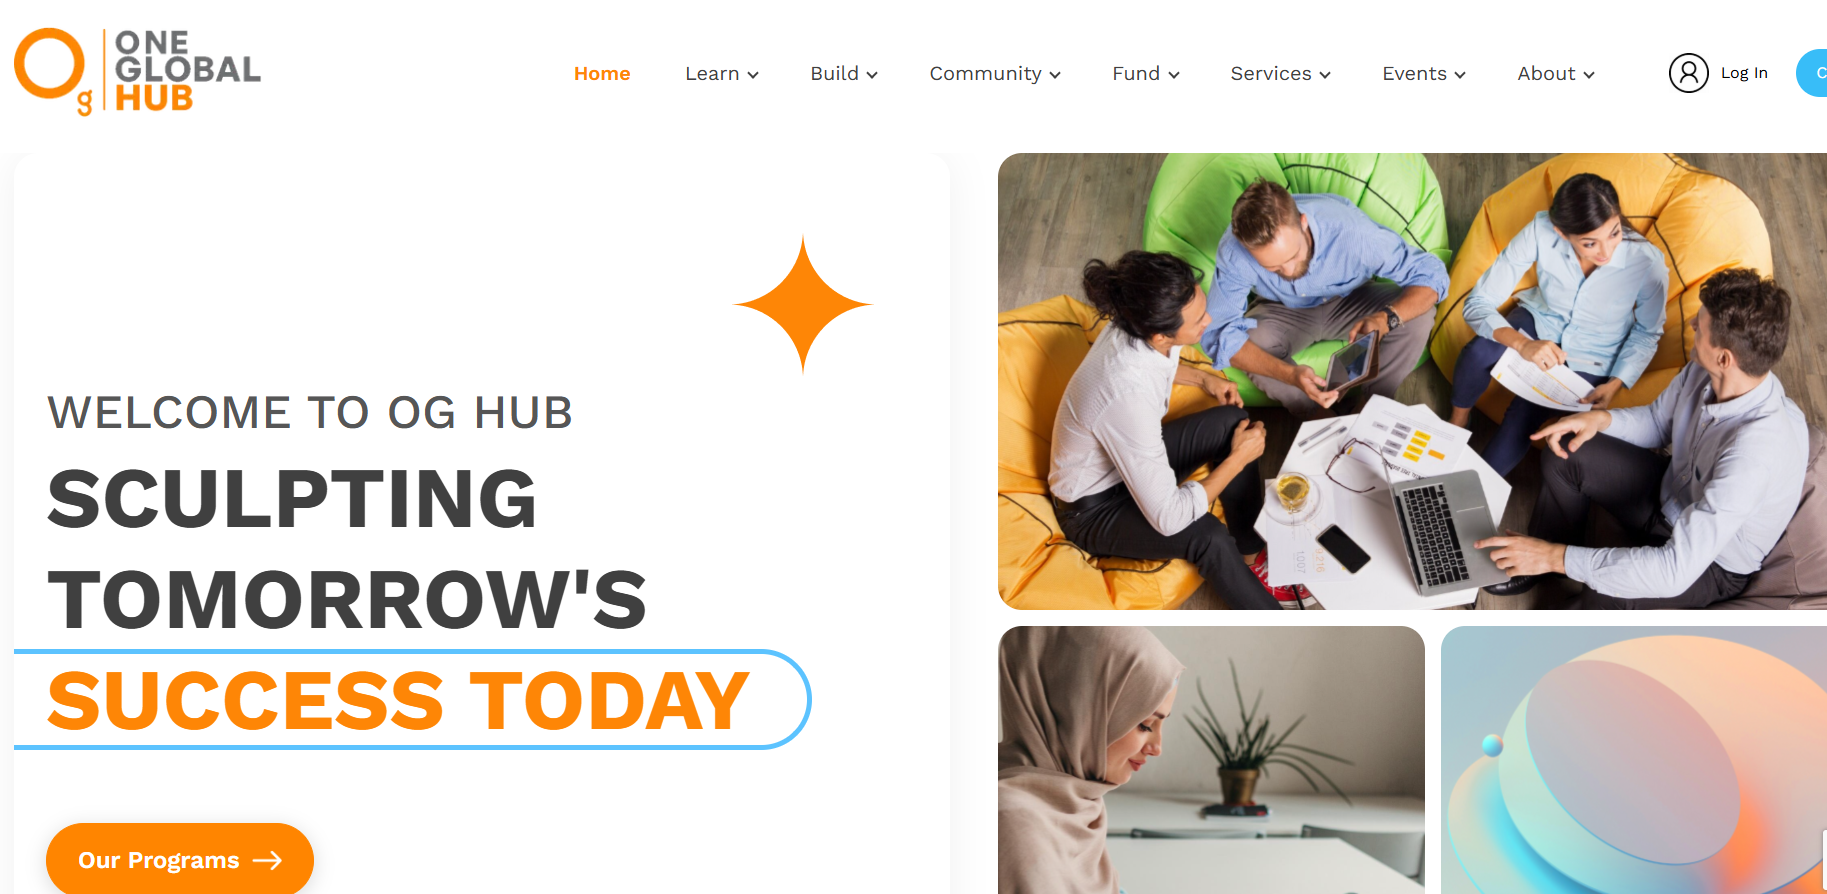 ONE
GLOBAL
HUB
Og
Home
Learn
Build
Community
Fund
Services
Events
About
Log In
C
WELCOME TO OG HUB
SCULPTING
TOMORROW'S
SUCCESS TODAY
Our Programs